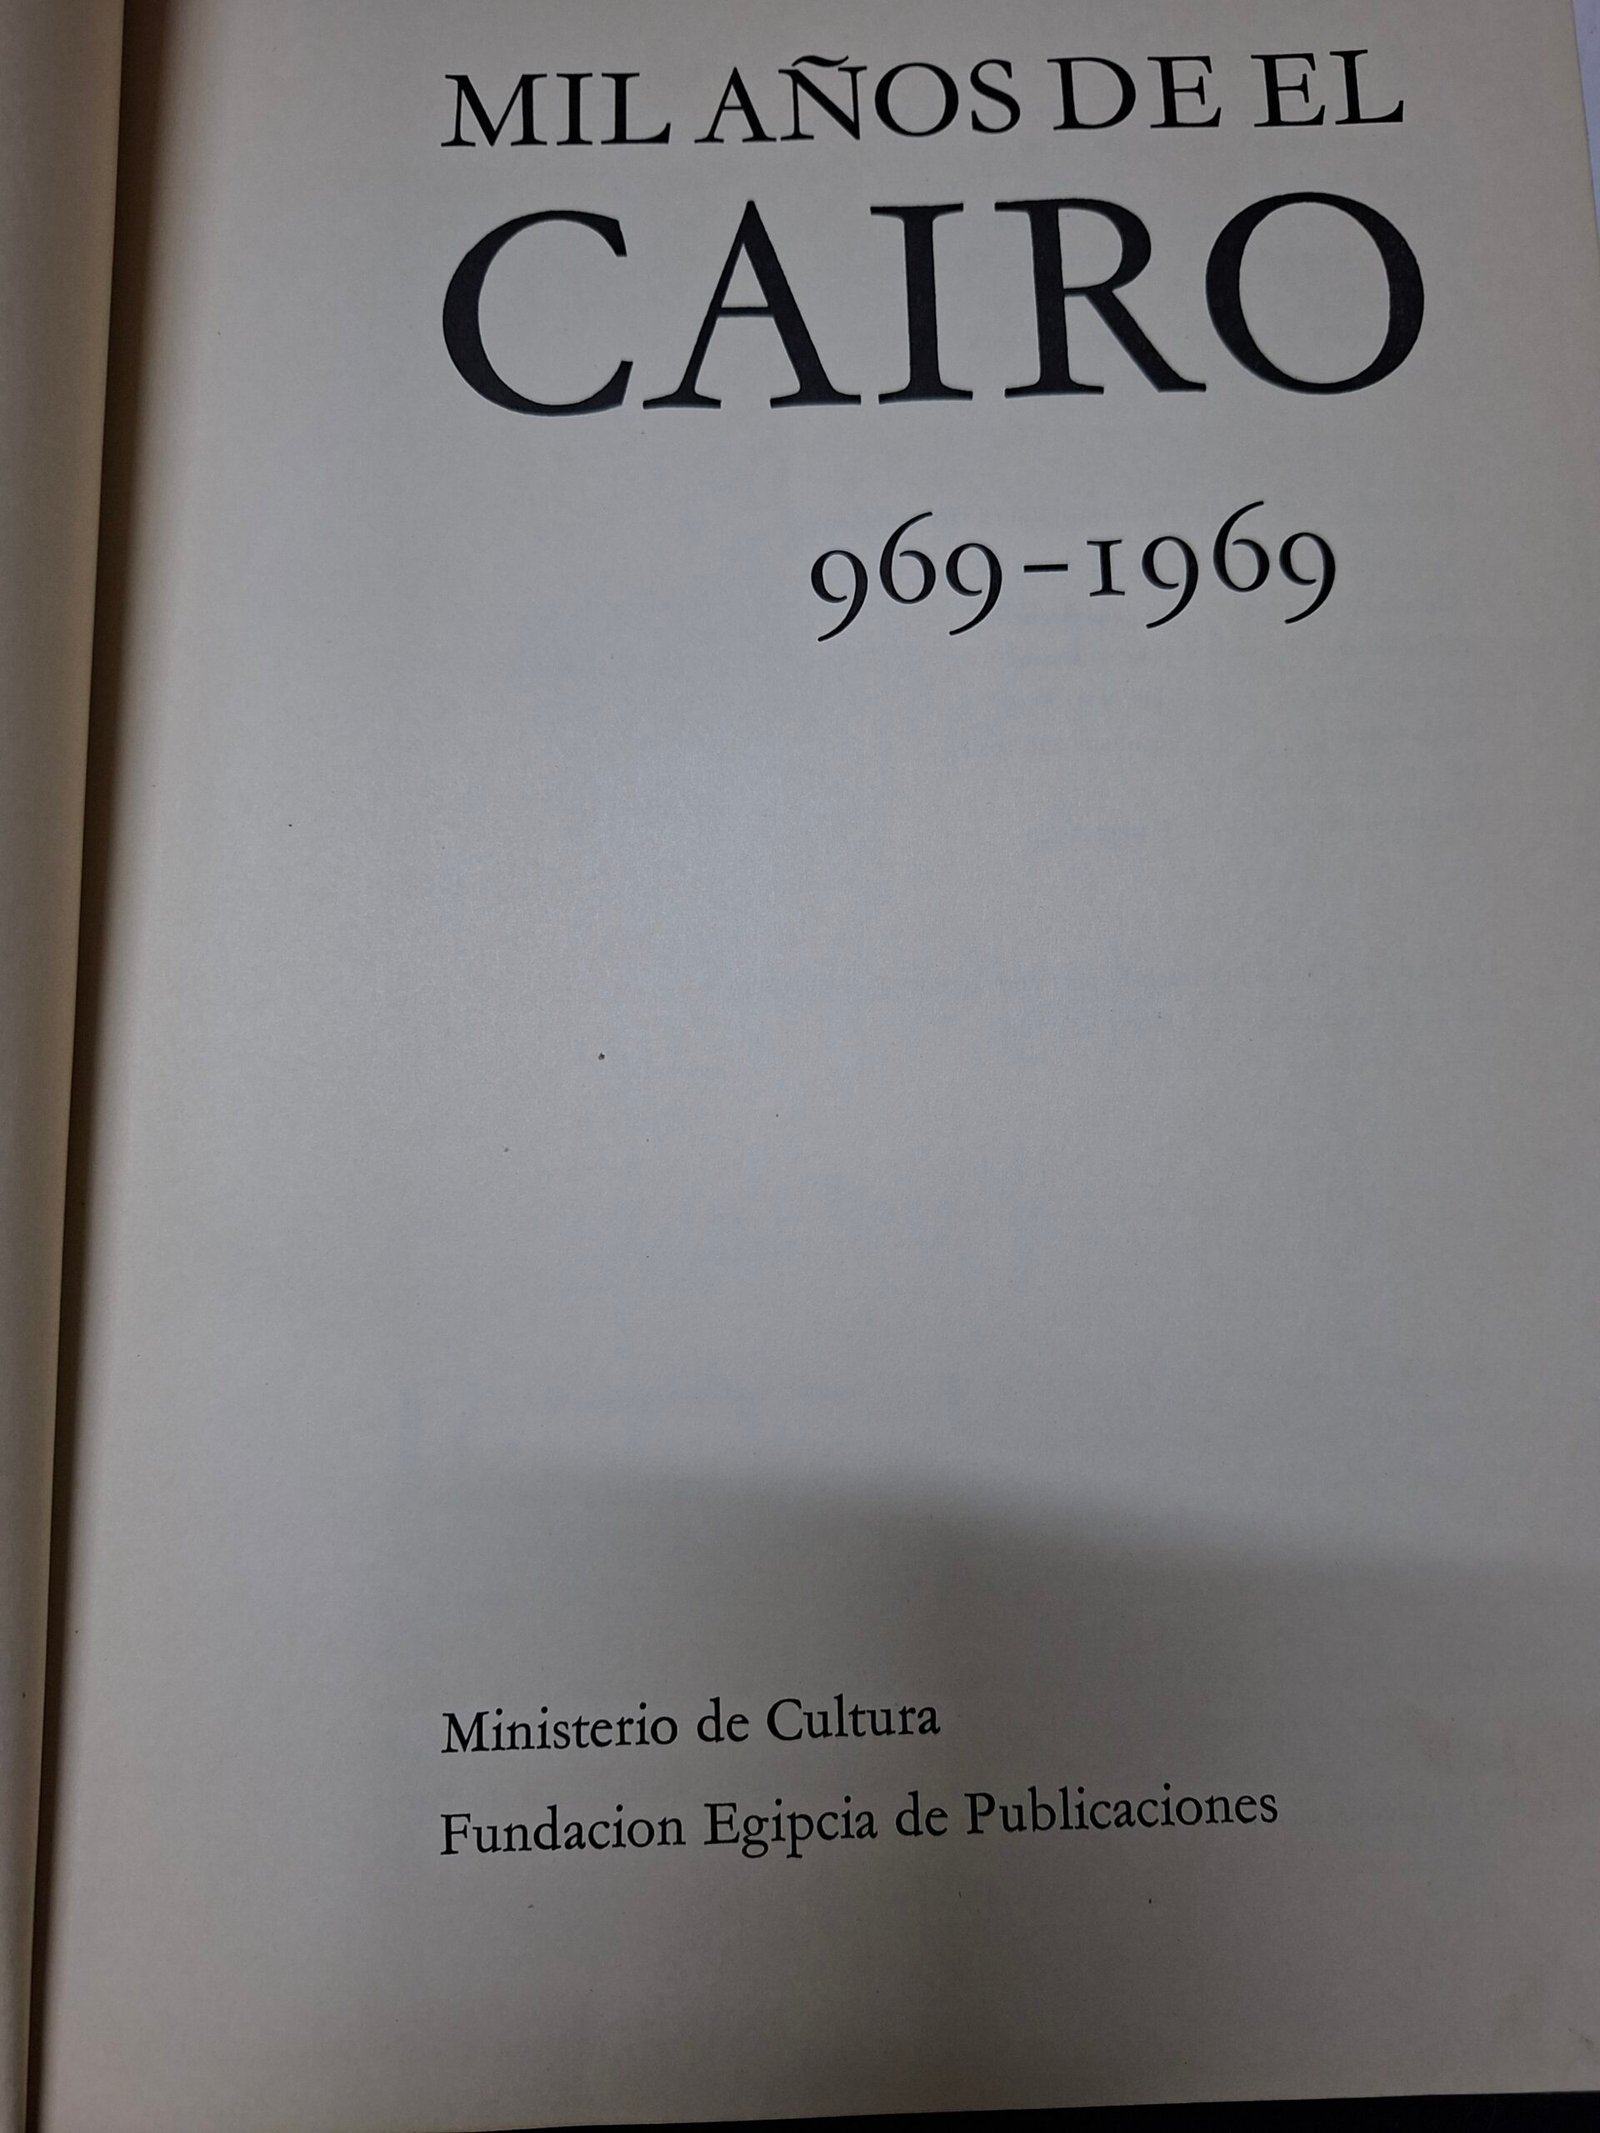 MIL AÑOS DE EL
CAIRO
969-1969
Ministerio de Cultura
Fundacion Egipcia de Publicaciones